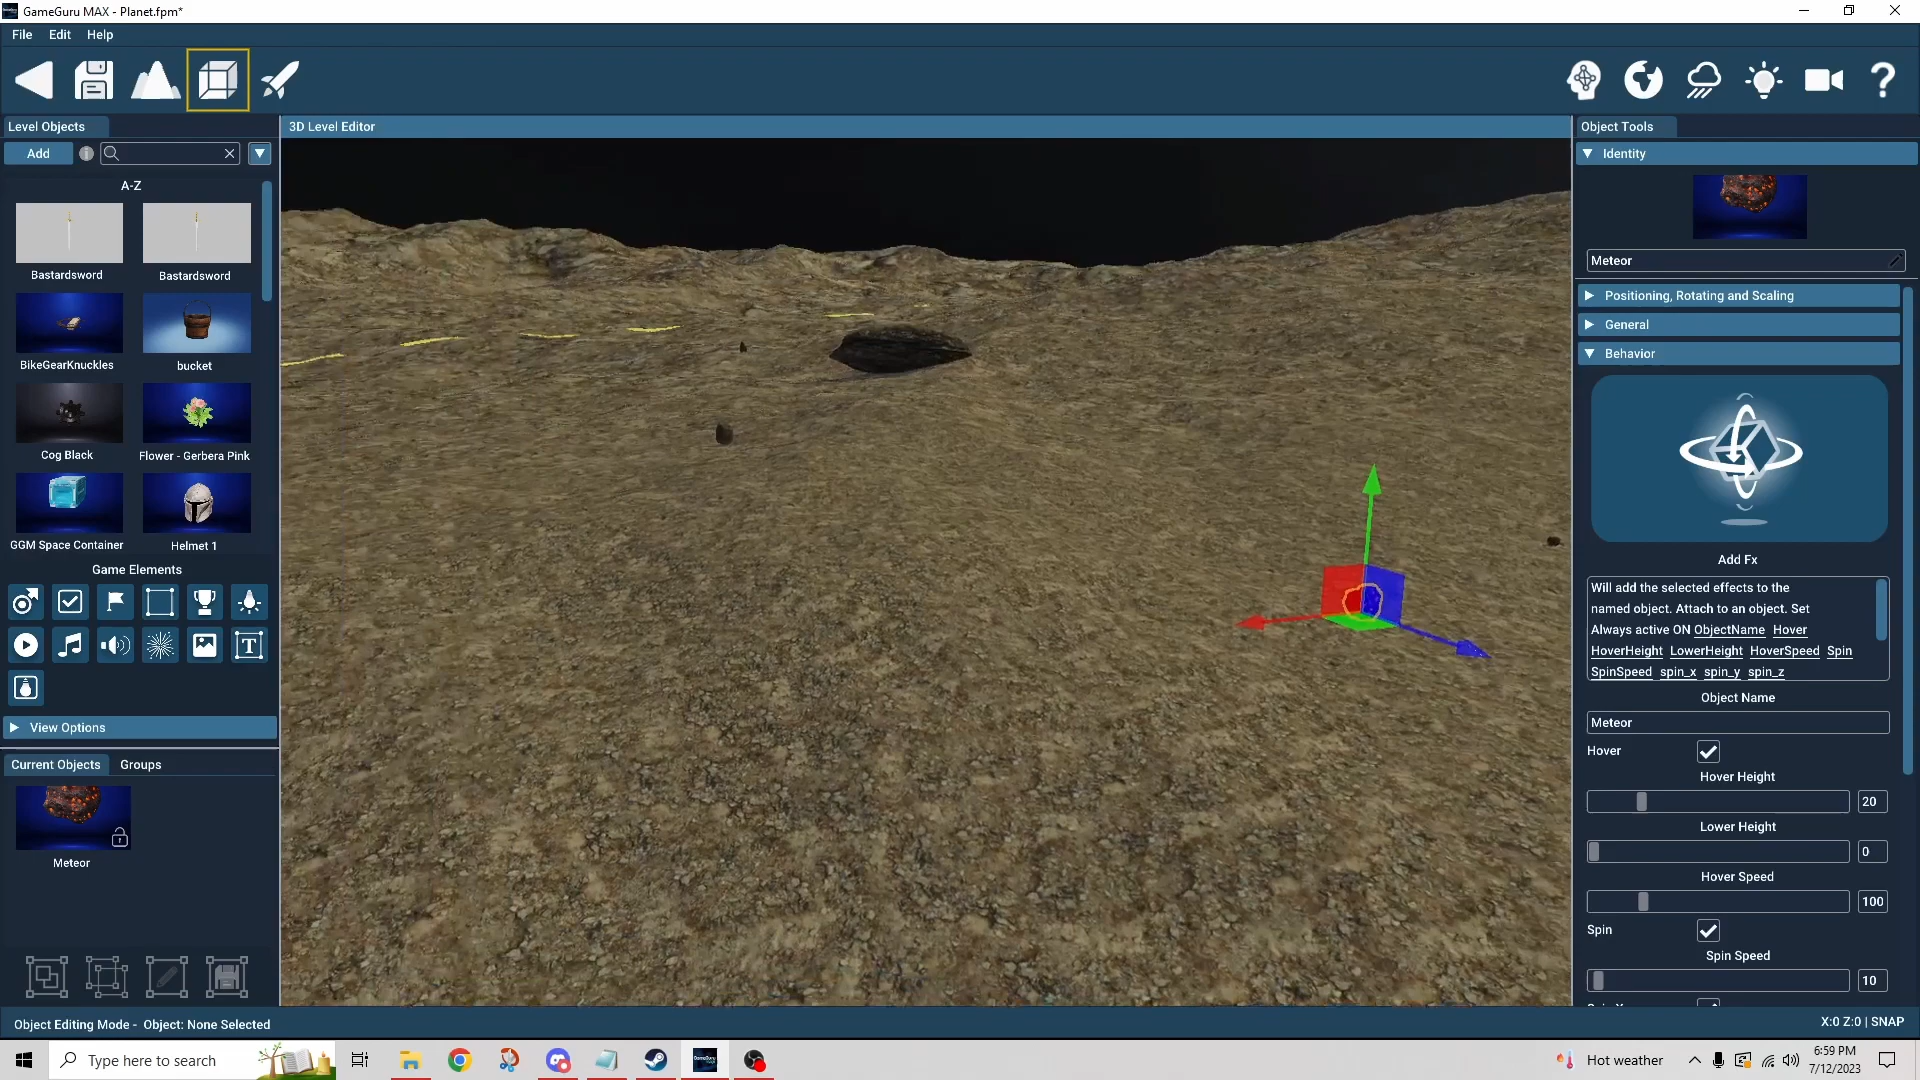 GameGuru MAX - Planet.fpm*
File Edit Help
Level Objects
3D Level Editor
Object Tools
Add
Identity
A-Z
Bastardsword
Bastardsword
Meteor
BikeGearKnuckles
bucket
Positioning, Rotating and Scaling
General
Behavior
Cog Black
Flower - Gerbera Pink
GGM Space Container
Helmet 1
Game Elements
T
Add Fx
Will add the selected effects to the
named object. Attach to an object. Set
Always active ON ObjectName Hover
HoverHeight LowerHeight HoverSpeed Spin
SpinSpeed spin_x spin_y spin_z
Object Name
Meteor
Hover
Hover Height
20
Lower Height
0
Hover Speed
100
Spin
Spin Speed
10
View Options
Current Objects Groups
Meteor
Object Editing Mode - Object: None Selected
X:0 Z:0 | SNAP
Type here to search
Hot weather
6:59 PM
7/12/2023